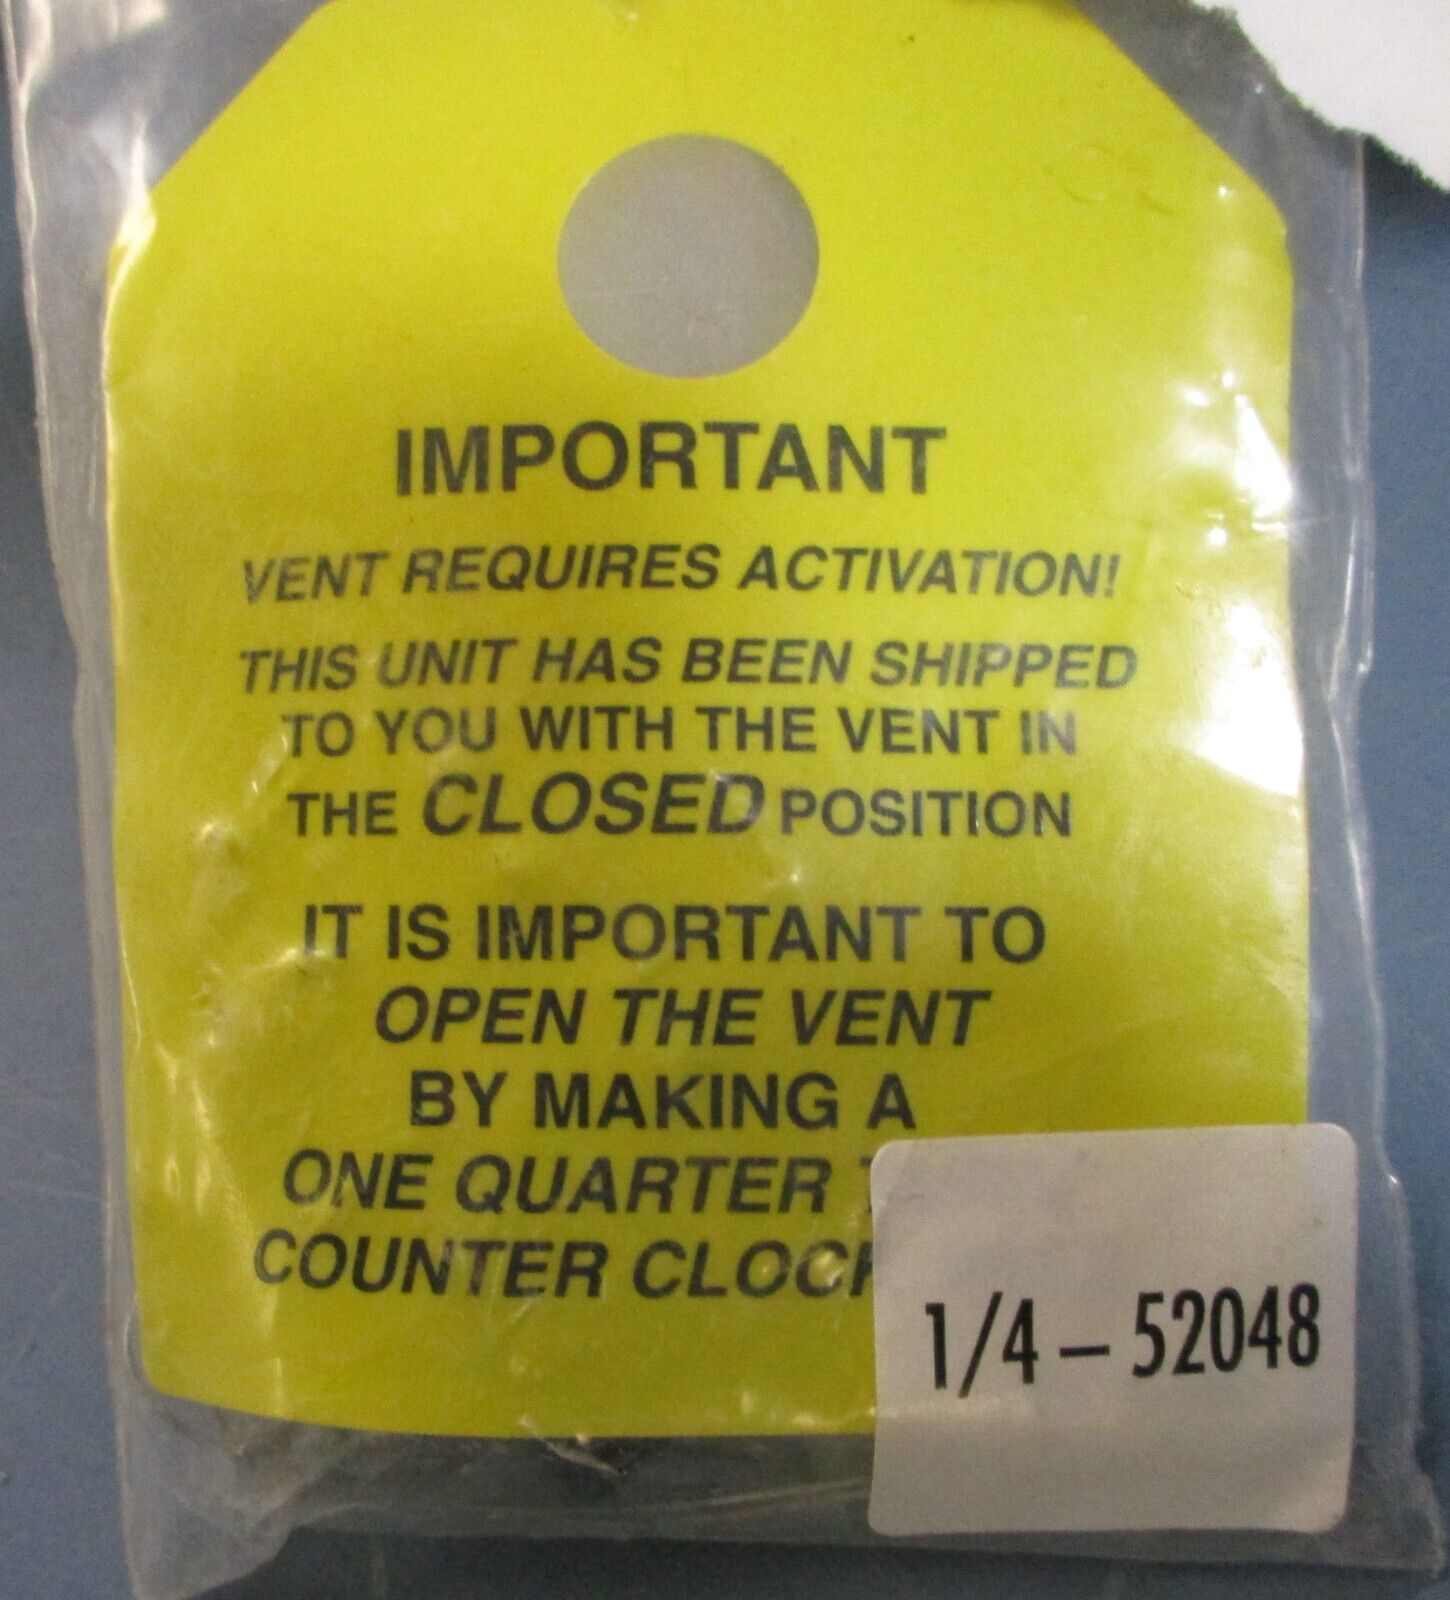 IMPORTANT
VENT REQUIRES ACTIVATION!
THIS UNIT HAS BEEN SHIPPED
TO YOU WITH THE VENT IN
THE CLOSED POSITION
IT IS IMPORTANT TO
OPEN THE VENT
BY MAKING A
ONE QUARTER
COUNTER
1/4 – 52048